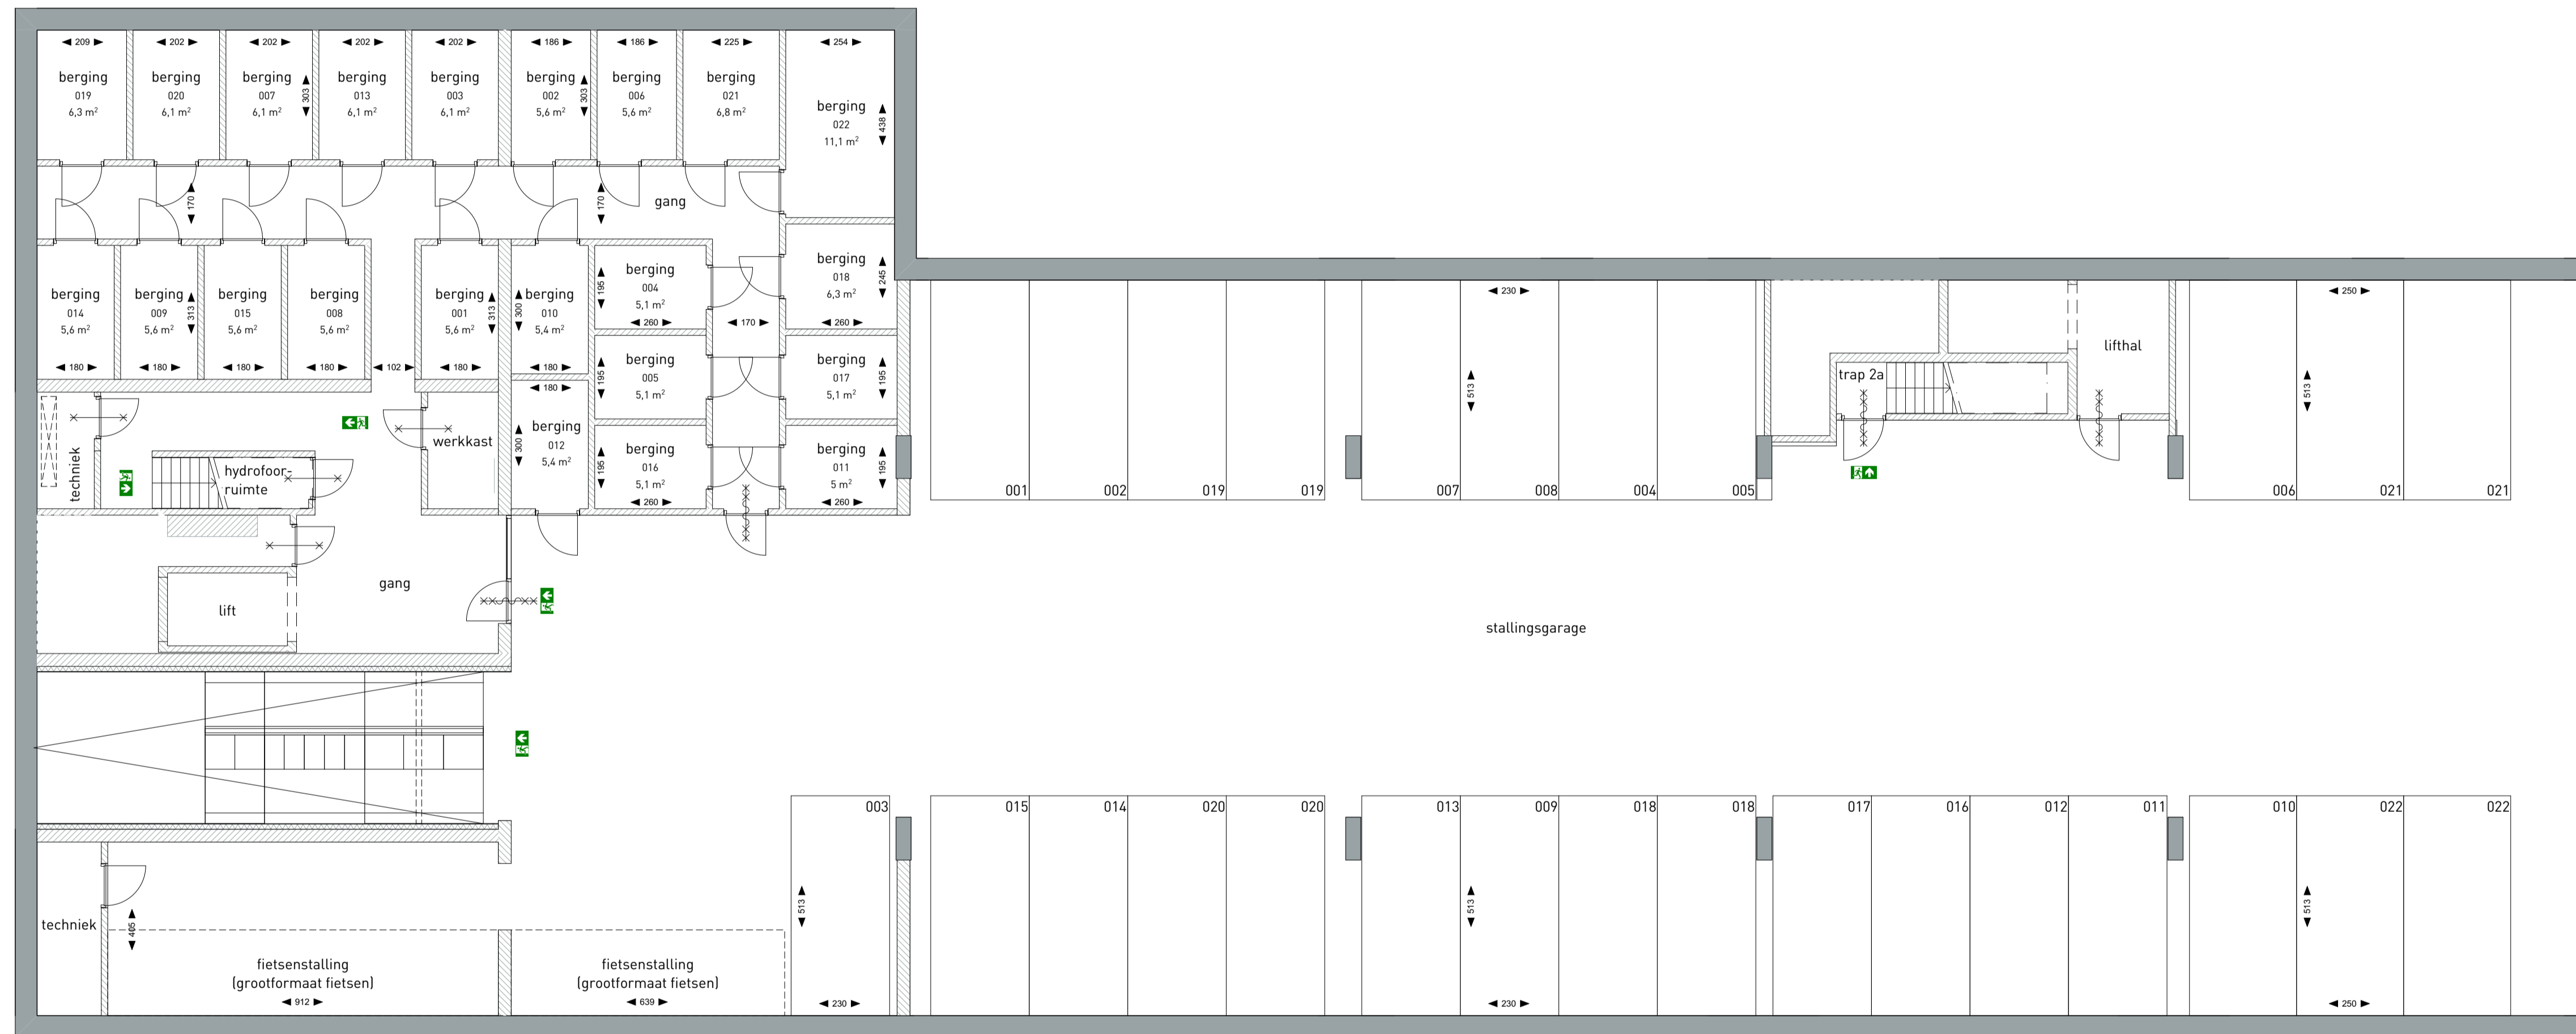 209
202
202
202
202
186
186
225
254
berging
019
6,3 m²
berging
020
6,1 m²
berging
007
6,1 m²
303
berging
013
6,1 m²
berging
003
6,1 m²
berging
002
5,6 m²
303
berging
006
5,6 m²
berging
021
6,8 m²
berging
022
11,1 m²
438
170
170
gang
berging
014
5,6 m²
180
berging
009
5,6 m²
313
180
berging
015
5,6 m²
180
berging
008
5,6 m²
180
102
berging
001
5,6 m²
313
180
berging
010
5,4 m²
300
180
berging
004
5,1 m²
195
260
170
berging
018
6,3 m²
245
260
berging
005
5,1 m²
195
berging
017
5,1 m²
195
180
berging
012
5,4 m²
300
berging
016
5,1 m²
195
260
berging
011
5 m²
195
260
techniek
hydrofoor-
ruimte
werkkast
gang
lift
230
513
001
002
019
019
007
008
004
005
trap 2a
lifthal
250
513
006
021
021
stallingsgarage
003
015
014
020
020
013
009
018
018
017
016
012
011
010
022
022
513
513
513
techniek
405
fietsenstalling
(grootformaat fietsen)
912
fietsenstalling
(grootformaat fietsen)
639
230
230
250